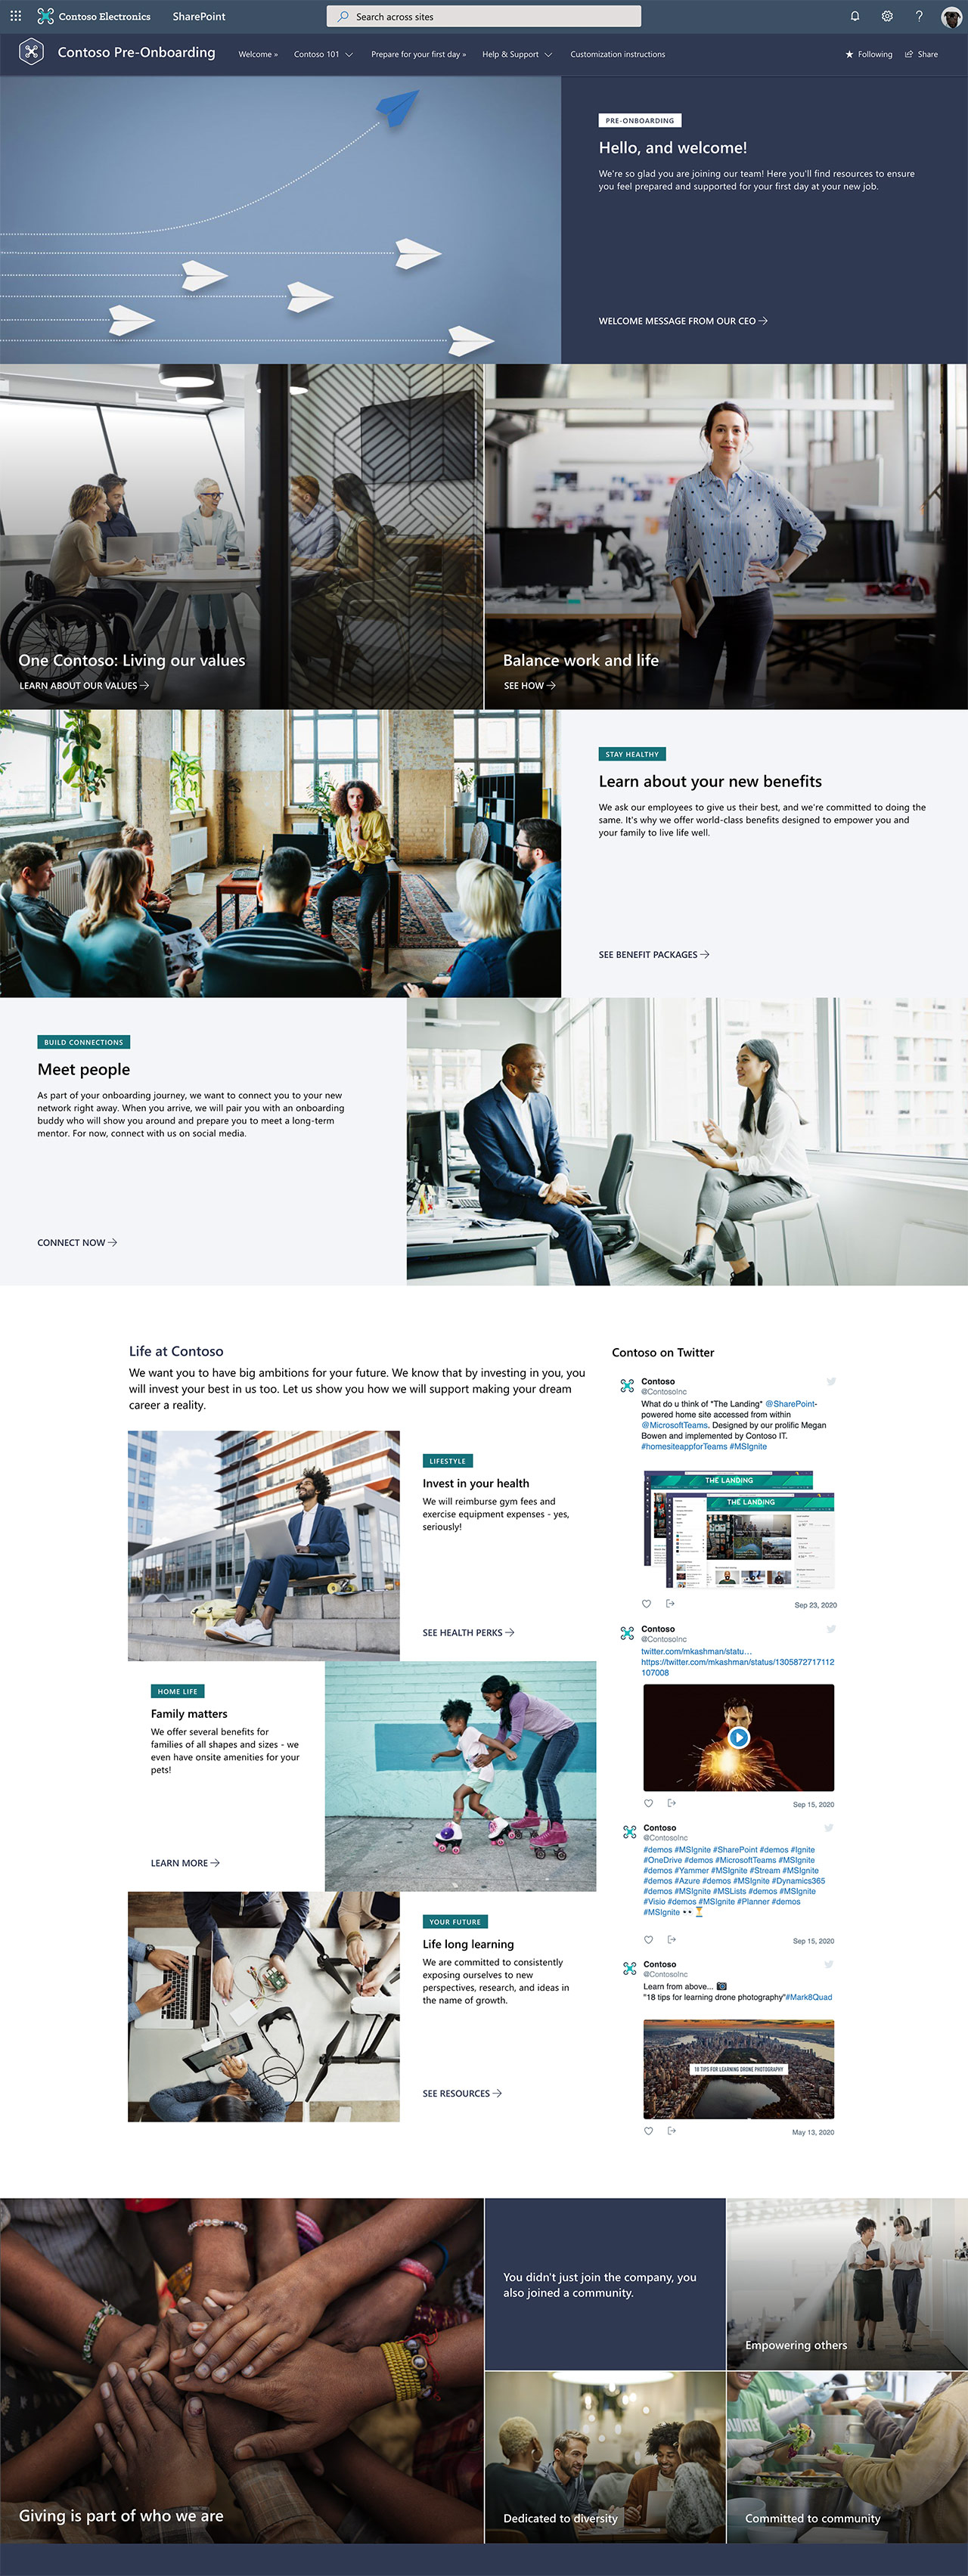 Contoso Electronics
SharePoint
Search across sites
?
Contoso Pre-Onboarding
Welcome »
Contoso 101
Prepare for your first day »
Help & Support
Customization instructions
Following
Share
PRE-ONBOARDING
Hello, and welcome!
We're so glad you are joining our team! Here you'll find resources to ensure
you feel prepared and supported for your first day at your new job.
WELCOME MESSAGE FROM OUR CEO
One Contoso: Living our values
LEARN ABOUT OUR VALUES
Balance work and life
SEE HOW
STAY HEALTHY
Learn about your new benefits
We ask our employees to give us their best, and we're committed to doing the
same. It's why we offer world-class benefits designed to empower you and
your family to live life well.
SEE BENEFIT PACKAGES
BUILD CONNECTIONS
Meet people
As part of your onboarding journey, we want to connect you to your new
network right away. When you arrive, we will pair you with an onboarding
buddy who will show you around and prepare you to meet a long-term
mentor. For now, connect with us on social media.
CONNECT NOW
Life at Contoso
We want you to have big ambitions for your future. We know that by investing in you, you
will invest your best in us too. Let us show you how we will support making your dream
career a reality.
LIFESTYLE
Invest in your health
We will reimburse gym fees and
exercise equipment expenses - yes,
seriously!
SEE HEALTH PERKS
HOME LIFE
Family matters
We offer several benefits for
families of all shapes and sizes - we
even have onsite amenities for your
pets!
LEARN MORE
YOUR FUTURE
Life long learning
We are committed to consistently
exposing ourselves to new
perspectives, research, and ideas in
the name of growth.
SEE RESOURCES
Contoso on Twitter
Contoso
@ContosoInc
What do u think of "The Landing" @SharePoint-
powered home site accessed from within
@MicrosoftTeams. Designed by our prolific Megan
Bowen and implemented by Contoso IT.
#homesiteappforTeams #MSIgnite
THE LANDING
THE LANDING
Sep 23, 2020
Contoso
@ContosoInc
twitter.com/mkashman/statu…
https://twitter.com/mkashman/status/1305872717112
107008
Sep 15, 2020
Contoso
@ContosoInc
#demos #MSIgnite #SharePoint #demos #Ignite
#OneDrive #demos #MicrosoftTeams #MSIgnite
#demos #Yammer #MSIgnite #Stream #MSIgnite
#demos #Azure #demos #MSIgnite #Dynamics365
#demos #MSIgnite #MSLists #demos #MSIgnite
#Visio #demos #MSIgnite #Planner #demos
#MSIgnite 👀 ⏳
Sep 15, 2020
Contoso
@ContosoInc
Learn from above... 📷
"18 tips for learning drone photography"#Mark8Quad
18 TIPS FOR LEARNING DRONE PHOTOGRAPHY
May 13, 2020
Giving is part of who we are
You didn't just join the company, you
also joined a community.
Empowering others
Dedicated to diversity
Committed to community